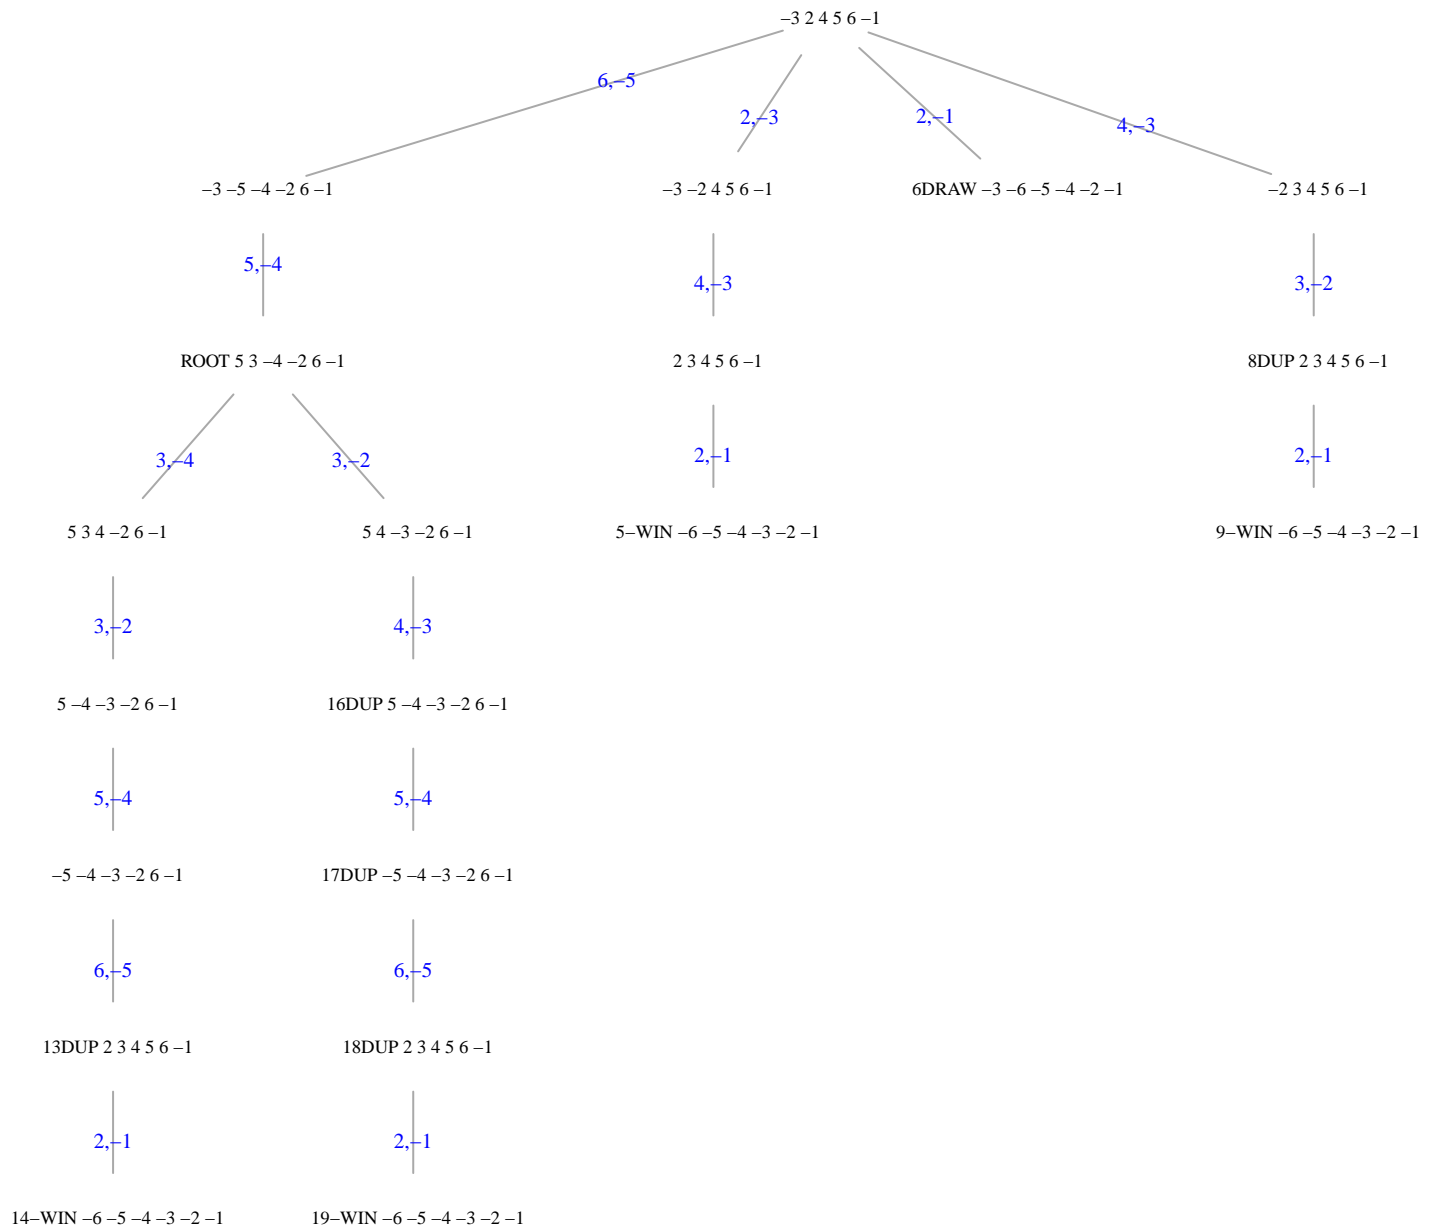 –3 2 4 5 6 –1
6,–5
2,–3
2,–1
4,–3
–3 –5 –4 –2 6 –1
–3 –2 4 5 6 –1
6DRAW –3 –6 –5 –4 –2 –1
–2 3 4 5 6 –1
5,–4
4,–3
3,–2
ROOT 5 3 –4 –2 6 –1
2 3 4 5 6 –1
8DUP 2 3 4 5 6 –1
3,–4
3,–2
2,–1
2,–1
5 3 4 –2 6 –1
5 4 –3 –2 6 –1
5–WIN –6 –5 –4 –3 –2 –1
9–WIN –6 –5 –4 –3 –2 –1
3,–2
4,–3
5 –4 –3 –2 6 –1
16DUP 5 –4 –3 –2 6 –1
5,–4
5,–4
–5 –4 –3 –2 6 –1
17DUP –5 –4 –3 –2 6 –1
6,–5
6,–5
13DUP 2 3 4 5 6 –1
18DUP 2 3 4 5 6 –1
2,–1
2,–1
14–WIN –6 –5 –4 –3 –2 –1
19–WIN –6 –5 –4 –3 –2 –1